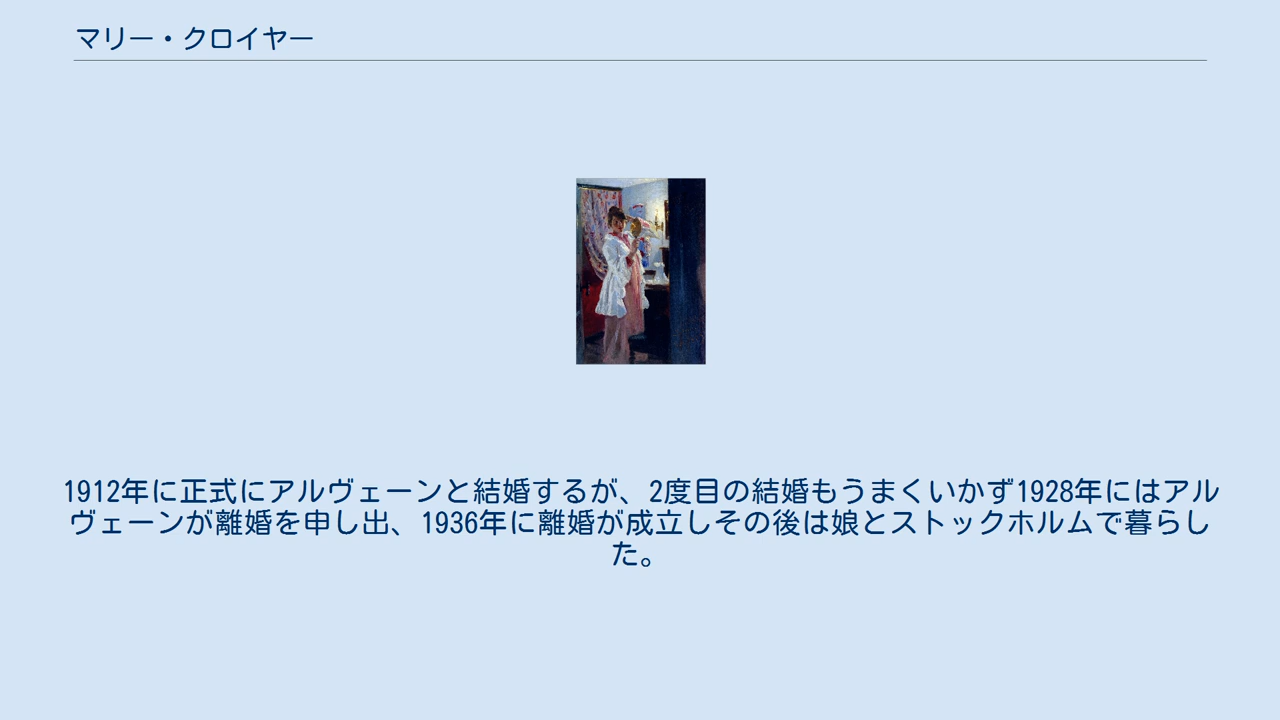 マリー・クロイヤー
1912年に正式にアルヴェーンと結婚するが、2度目の結婚もうまくいかず1928年にはアル
ヴェーンが離婚を申し出、1936年に離婚が成立しその後は娘とストックホルムで暮らし
た。